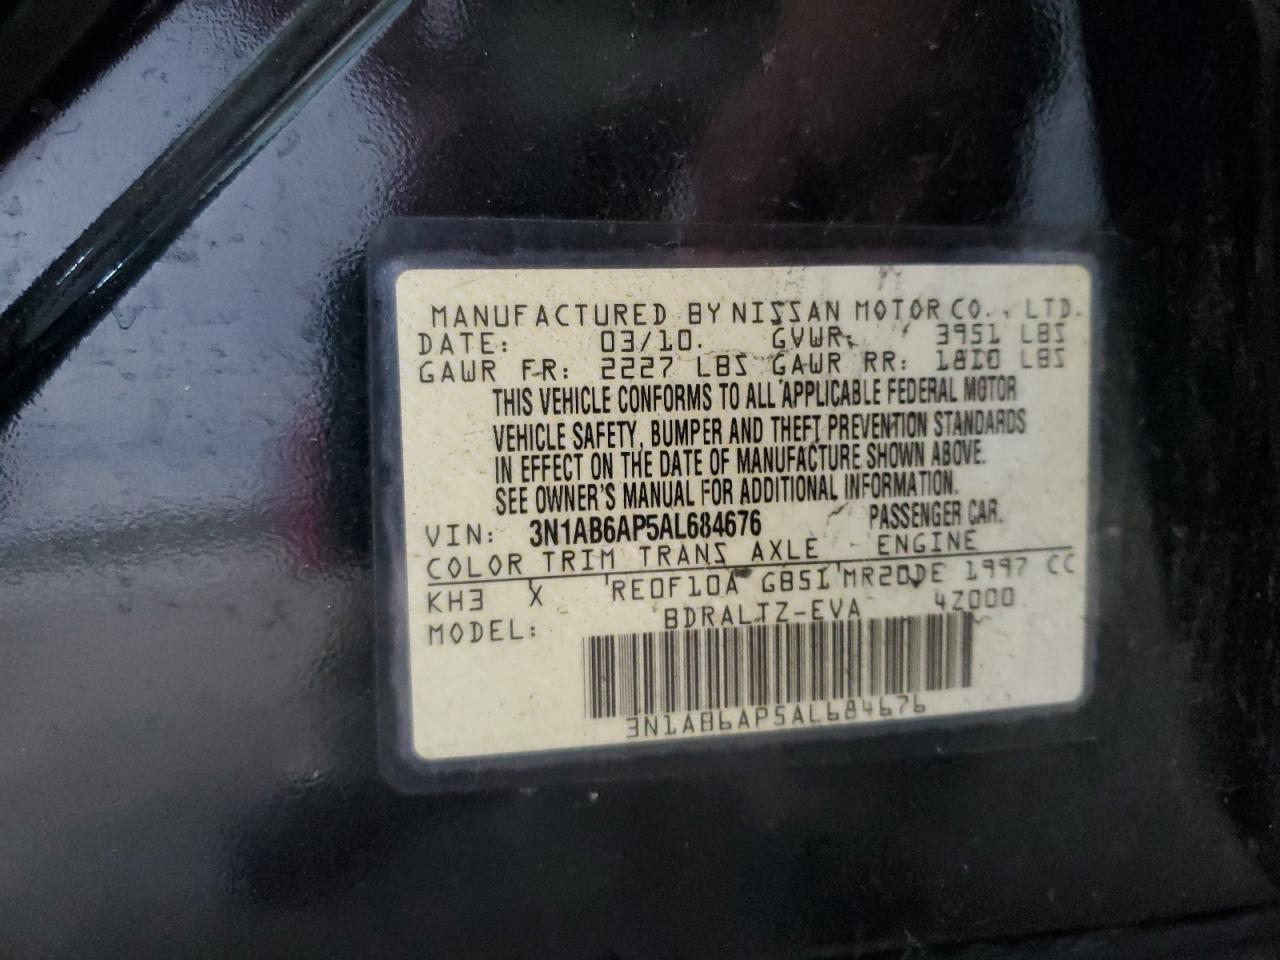 MANUFACTURED BY NISSAN MOTOR CO., LTD.
DATE: 03/10. GVWR: 3951 LBS
GAWR FR: 2227 LBS GAWR RR: 1810 LBS
THIS VEHICLE CONFORMS TO ALL APPLICABLE FEDERAL MOTOR
VEHICLE SAFETY, BUMPER AND THEFT PREVENTION STANDARDS
IN EFFECT ON THE DATE OF MANUFACTURE SHOWN ABOVE.
SEE OWNER'S MANUAL FOR ADDITIONAL INFORMATION.
VIN: 3N1AB6AP5AL684676 PASSENGER CAR.
COLOR TRIM TRANS AXLE ENGINE
KH3 X RE0F10A GB51 MR20DE 1997 CC
MODEL: BDRALTZ-EVA 4Z000
3N1AB6AP5AL684676